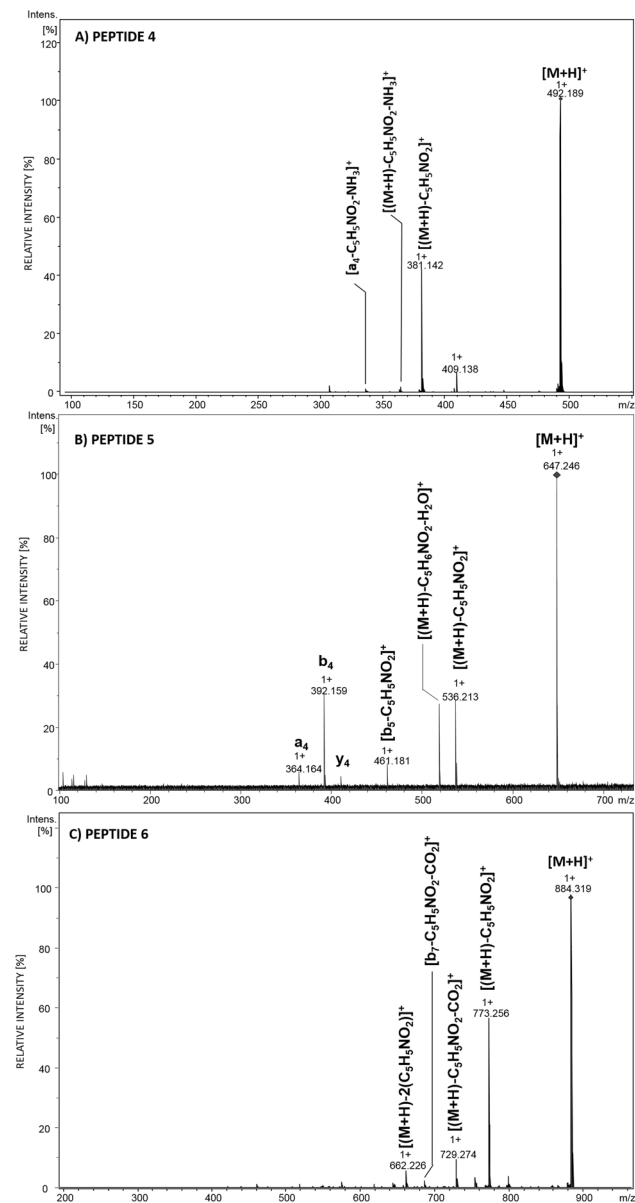 Intens.
[%]
A) PEPTIDE 4
120
100
80
60
40
20
0
RELATIVE INTENSITY [%]
[a₄-C₅H₅NO₂-NH₃]⁺
[(M+H)-C₅H₅NO₂-NH₃]⁺
[(M+H)-C₅H₅NO₂]⁺
1+
381.142
1+
409.138
[M+H]⁺
1+
492.189
100 150 200 250 300 350 400 450 500 m/z
Intens.
[%]
B) PEPTIDE 5
100
80
60
40
20
0
RELATIVE INTENSITY [%]
a₄
1+
364.164
b₄
1+
392.159
y₄
[b₅-C₅H₅NO₂]⁺
1+
461.181
[(M+H)-C₅H₆NO₂-H₂O]⁺
[(M+H)-C₅H₅NO₂]⁺
1+
536.213
[M+H]⁺
1+
647.246
100 200 300 400 500 600 700 m/z
Intens.
[%]
C) PEPTIDE 6
100
80
60
40
20
0
RELATIVE INTENSITY [%]
[(M+H)-2(C₅H₅NO₂)]⁺
1+
662.226
[b₇-C₅H₅NO₂-CO₂]⁺
[(M+H)-C₅H₅NO₂-CO₂]⁺
1+
729.274
[(M+H)-C₅H₅NO₂]⁺
1+
773.256
[M+H]⁺
1+
884.319
200 300 400 500 600 700 800 900 m/z